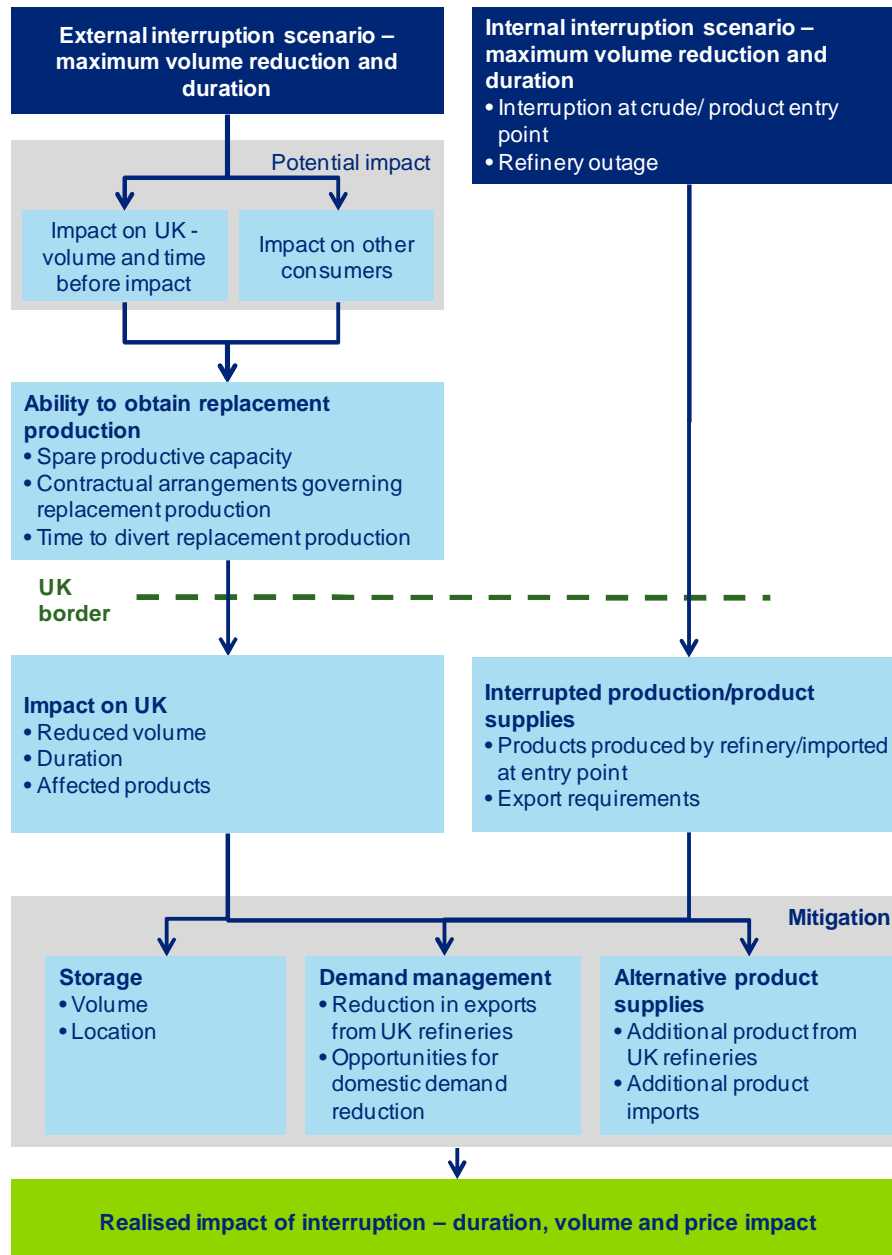 External interruption scenario –
maximum volume reduction and
duration
Internal interruption scenario –
maximum volume reduction and
duration
• Interruption at crude/ product entry
point
• Refinery outage
Potential impact
Impact on UK -
volume and time
before impact
Impact on other
consumers
Ability to obtain replacement
production
• Spare productive capacity
• Contractual arrangements governing
replacement production
• Time to divert replacement production
UK
border
Impact on UK
• Reduced volume
• Duration
• Affected products
Interrupted production/product
supplies
• Products produced by refinery/imported
at entry point
• Export requirements
Mitigation
Storage
• Volume
• Location
Demand management
• Reduction in exports
from UK refineries
• Opportunities for
domestic demand
reduction
Alternative product
supplies
• Additional product from
UK refineries
• Additional product
imports
Realised impact of interruption – duration, volume and price impact